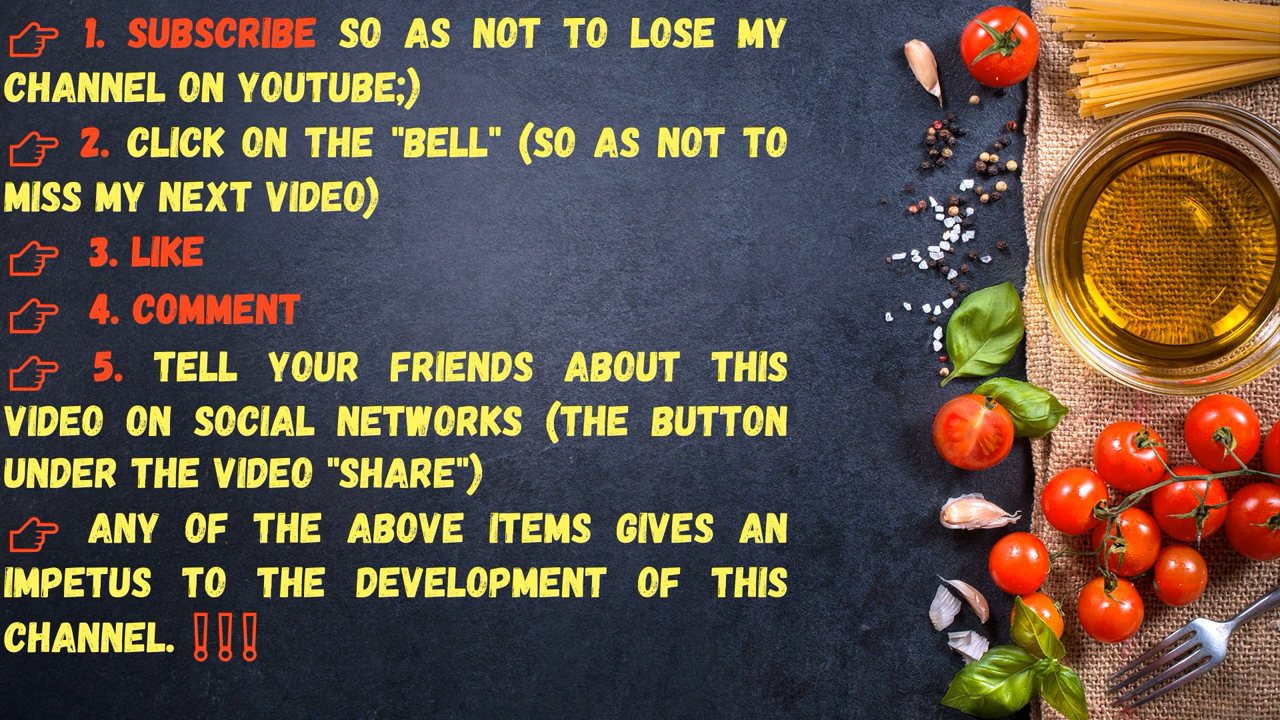 👉 1. SUBSCRIBE SO AS NOT TO LOSE MY
CHANNEL ON YOUTUBE;)
👉 2. CLICK ON THE "BELL" (SO AS NOT TO
MISS MY NEXT VIDEO)
👉 3. LIKE
👉 4. COMMENT
👉 5. TELL YOUR FRIENDS ABOUT THIS
VIDEO ON SOCIAL NETWORKS (THE BUTTON
UNDER THE VIDEO "SHARE")
👉 ANY OF THE ABOVE ITEMS GIVES AN
IMPETUS TO THE DEVELOPMENT OF THIS
CHANNEL. ❗❗❗